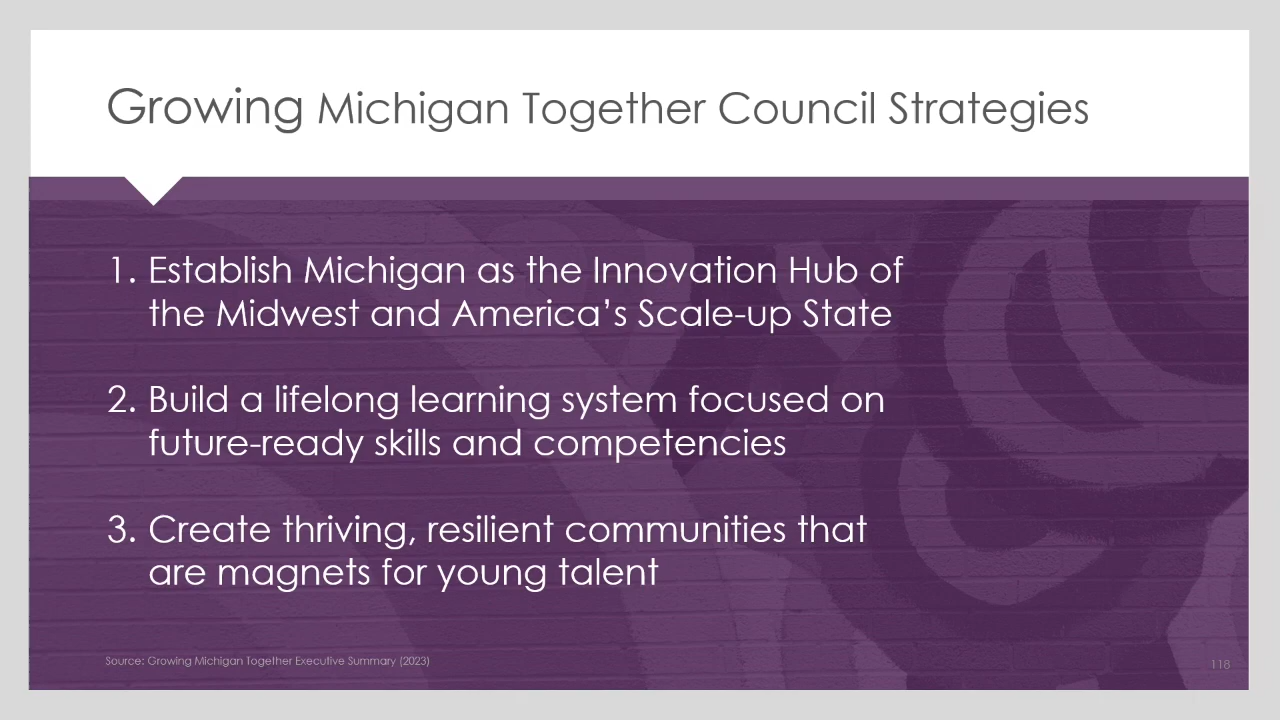 Growing Michigan Together Council Strategies
1. Establish Michigan as the Innovation Hub of
the Midwest and America’s Scale-up State
2. Build a lifelong learning system focused on
future-ready skills and competencies
3. Create thriving, resilient communities that
are magnets for young talent
Source: Growing Michigan Together Executive Summary (2023)
118